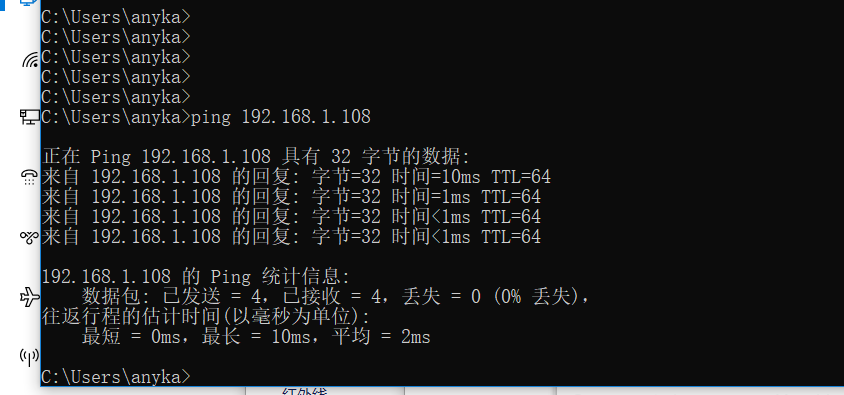 C:\Users\anyka>
C:\Users\anyka>
C:\Users\anyka>
C:\Users\anyka>
C:\Users\anyka>
C:\Users\anyka>ping 192.168.1.108
正在 Ping 192.168.1.108 具有 32 字节的数据:
来自 192.168.1.108 的回复: 字节=32 时间=10ms TTL=64
来自 192.168.1.108 的回复: 字节=32 时间=1ms TTL=64
来自 192.168.1.108 的回复: 字节=32 时间<1ms TTL=64
来自 192.168.1.108 的回复: 字节=32 时间<1ms TTL=64
192.168.1.108 的 Ping 统计信息:
数据包: 已发送 = 4，已接收 = 4，丢失 = 0 (0% 丢失)，
往返行程的估计时间(以毫秒为单位):
最短 = 0ms，最长 = 10ms，平均 = 2ms
C:\Users\anyka>
红外线